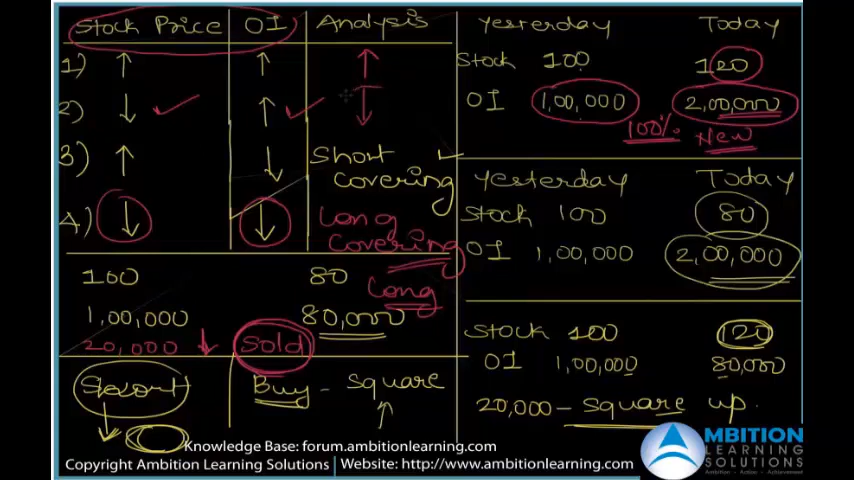 Stock Price OI Analysis
1) ↑ ↑ ↑
2) ↓ ↑ ↓
3) ↑ ↓ Short covering
4) ↓ ↓ Long covering
100 80
Long
1,00,000 80,000
20,000 ↓ Sold
Short Buy - Square
Yesterday Today
Stock 100 120
OI 1,00,000 2,00,000
100% New
Yesterday Today
Stock 100 80
OI 1,00,000 2,00,000
Stock 100 120
OI 1,00,000 80,000
20,000 - square up.
Knowledge Base: forum.ambitionlearning.com
Copyright Ambition Learning Solutions | Website: http://www.ambitionlearning.com
AMBITION
LEARNING
SOLUTIONS
Ambition - Action - Achievement